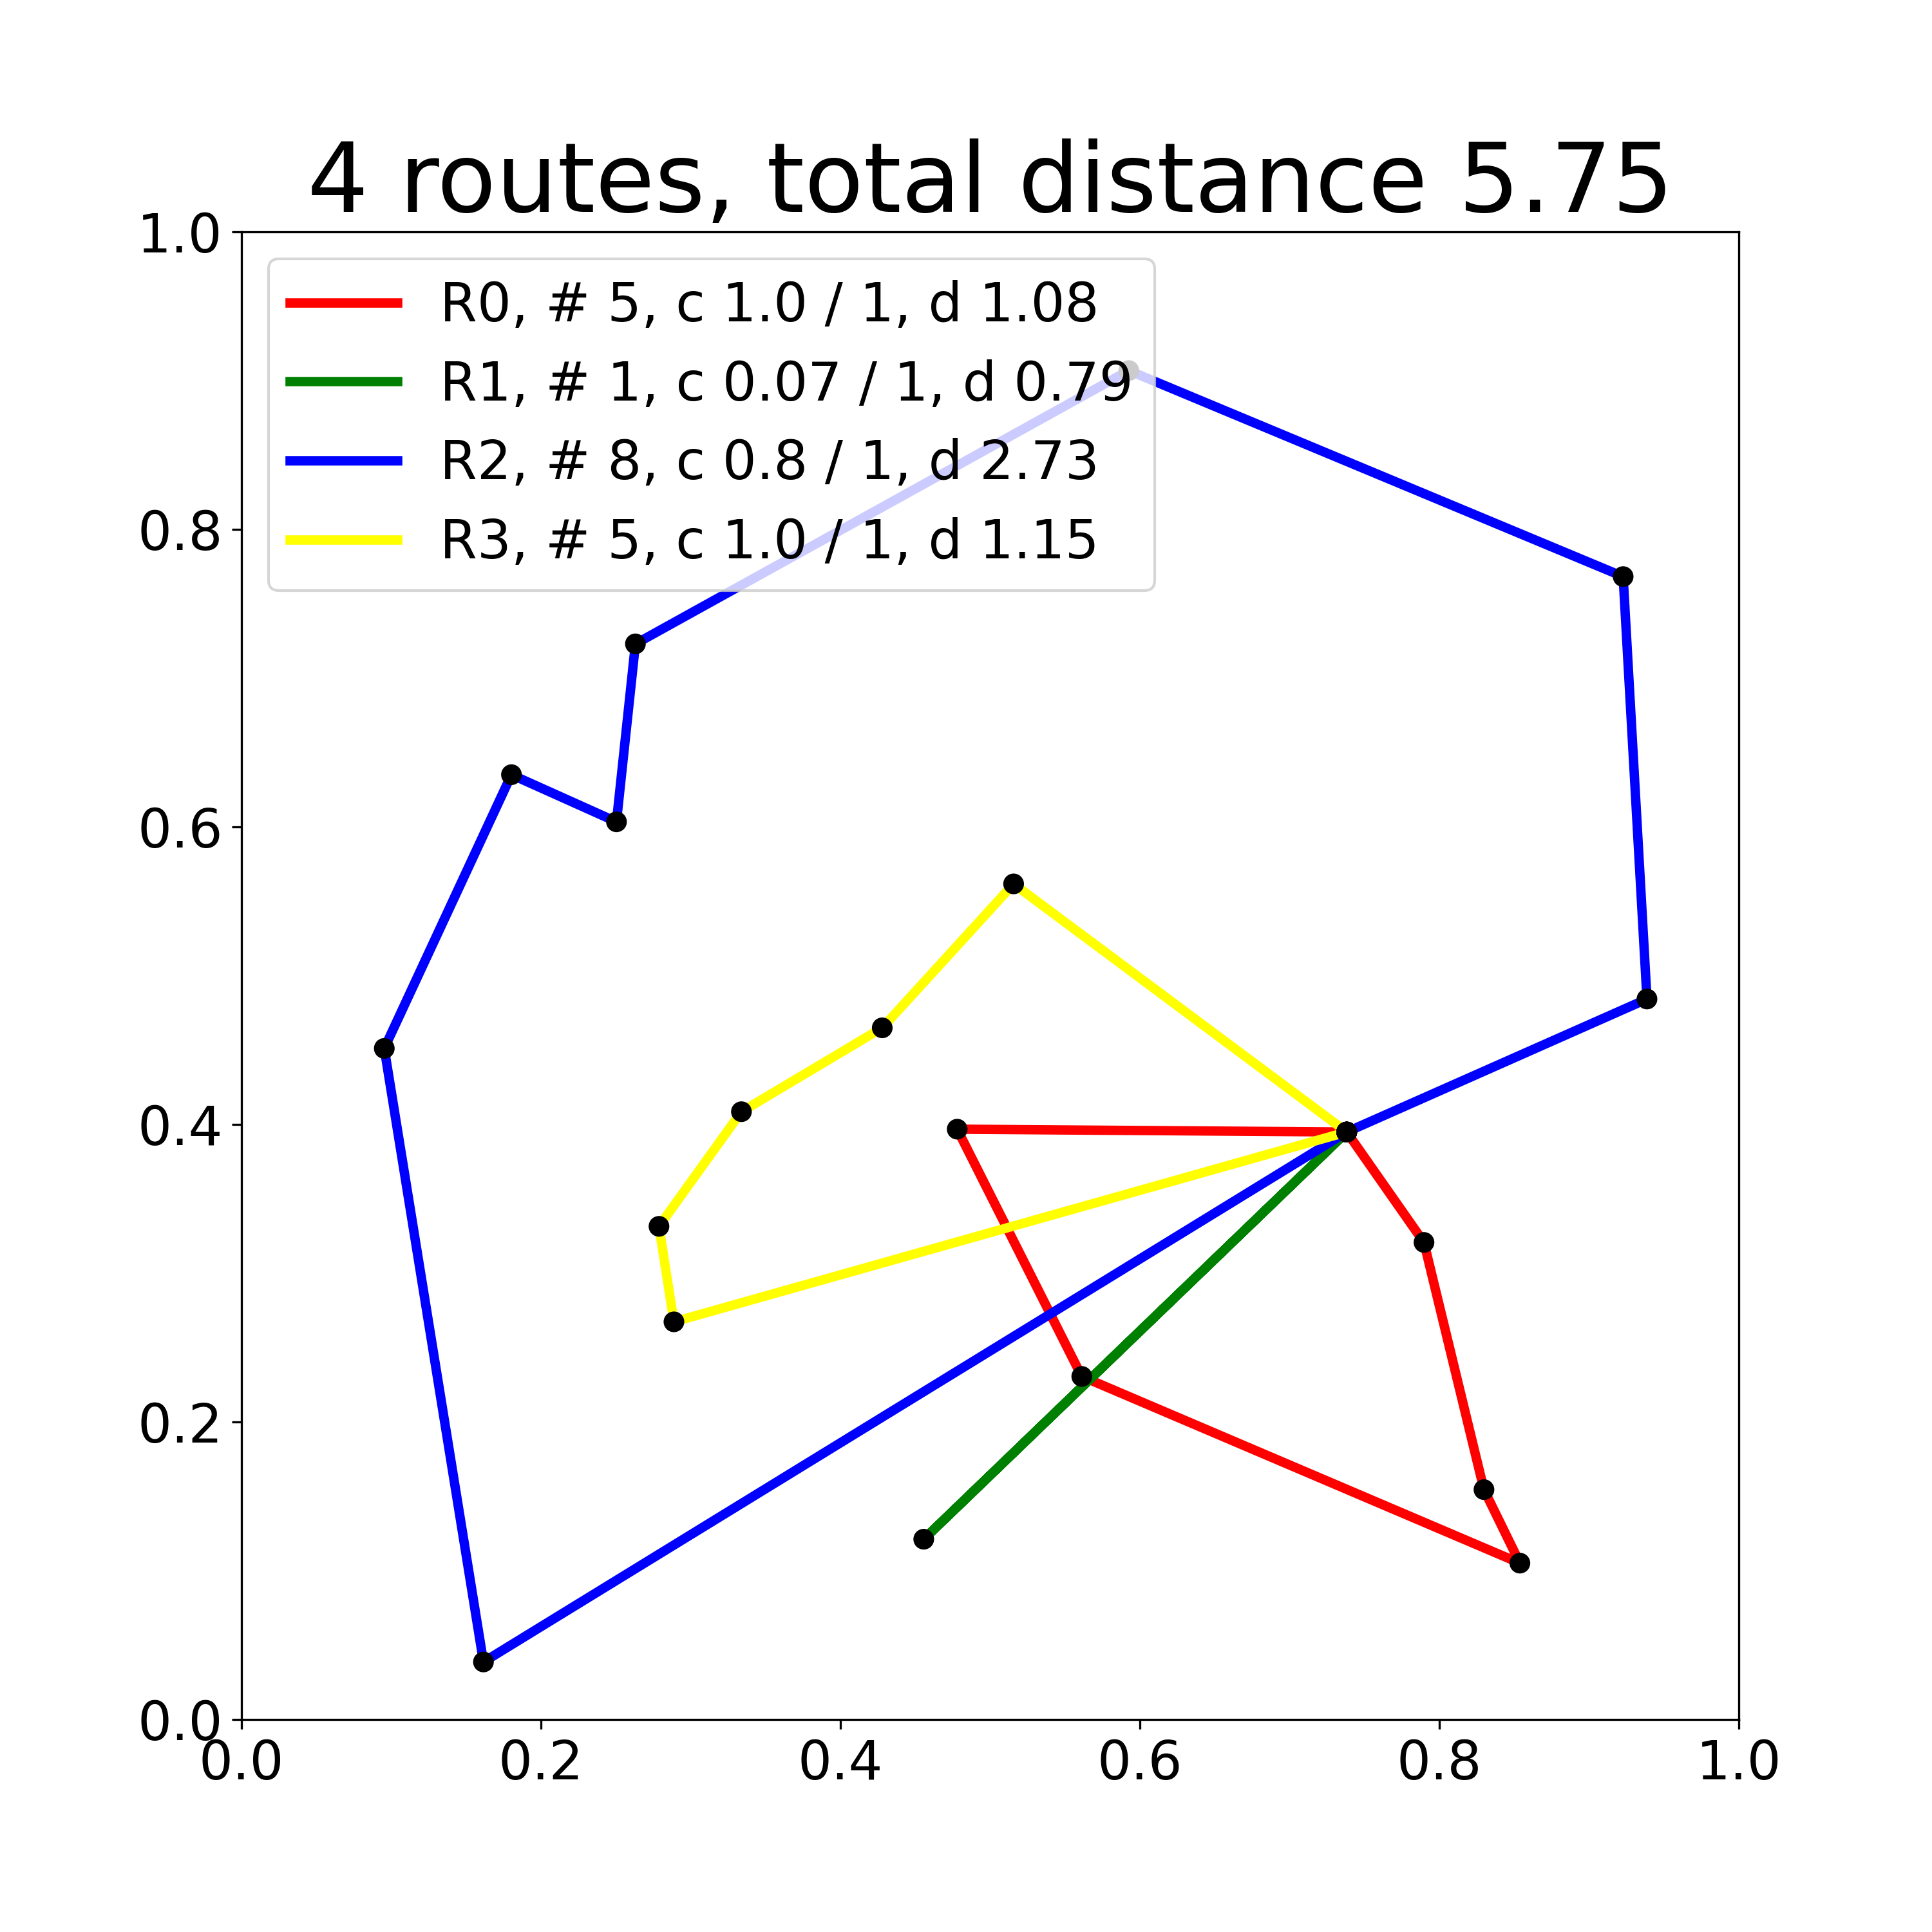 4 routes, total distance 5.75
1.0
R0, # 5, c 1.0 / 1, d 1.08
R1, # 1, c 0.07 / 1, d 0.79
R2, # 8, c 0.8 / 1, d 2.73
R3, # 5, c 1.0 / 1, d 1.15
0.8
0.6
0.4
0.2
0.0
0.0 0.2 0.4 0.6 0.8 1.0